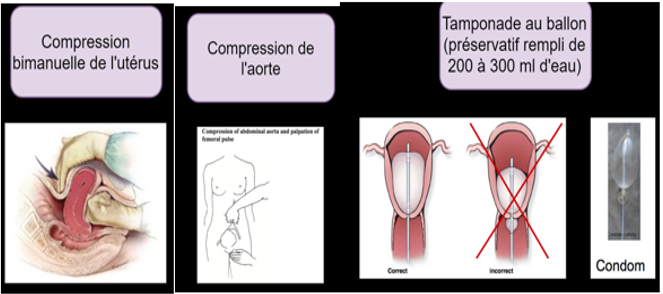 Compression
bimanuelle de l'utérus
Compression de
l'aorte
Compression of abdominal aorta and palpation of
femoral pulse
Tamponade au ballon
(préservatif rempli de
200 à 300 ml d'eau)
Correct
Incorrect
Condom